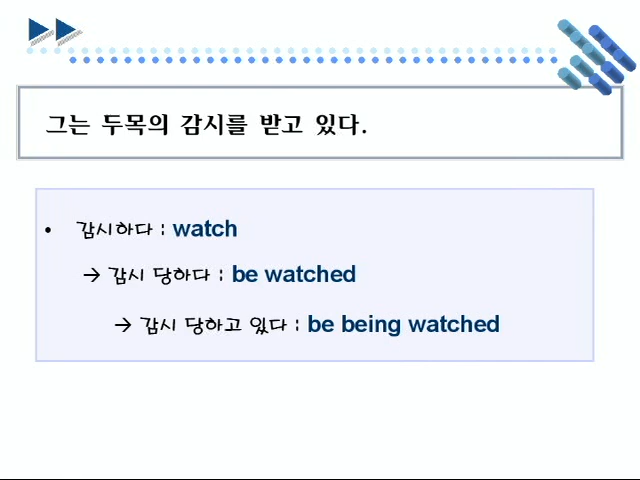 그는 두목의 감시를 받고 있다.
• 감시하다 : watch
→ 감시 당하다 : be watched
→ 감시 당하고 있다 : be being watched